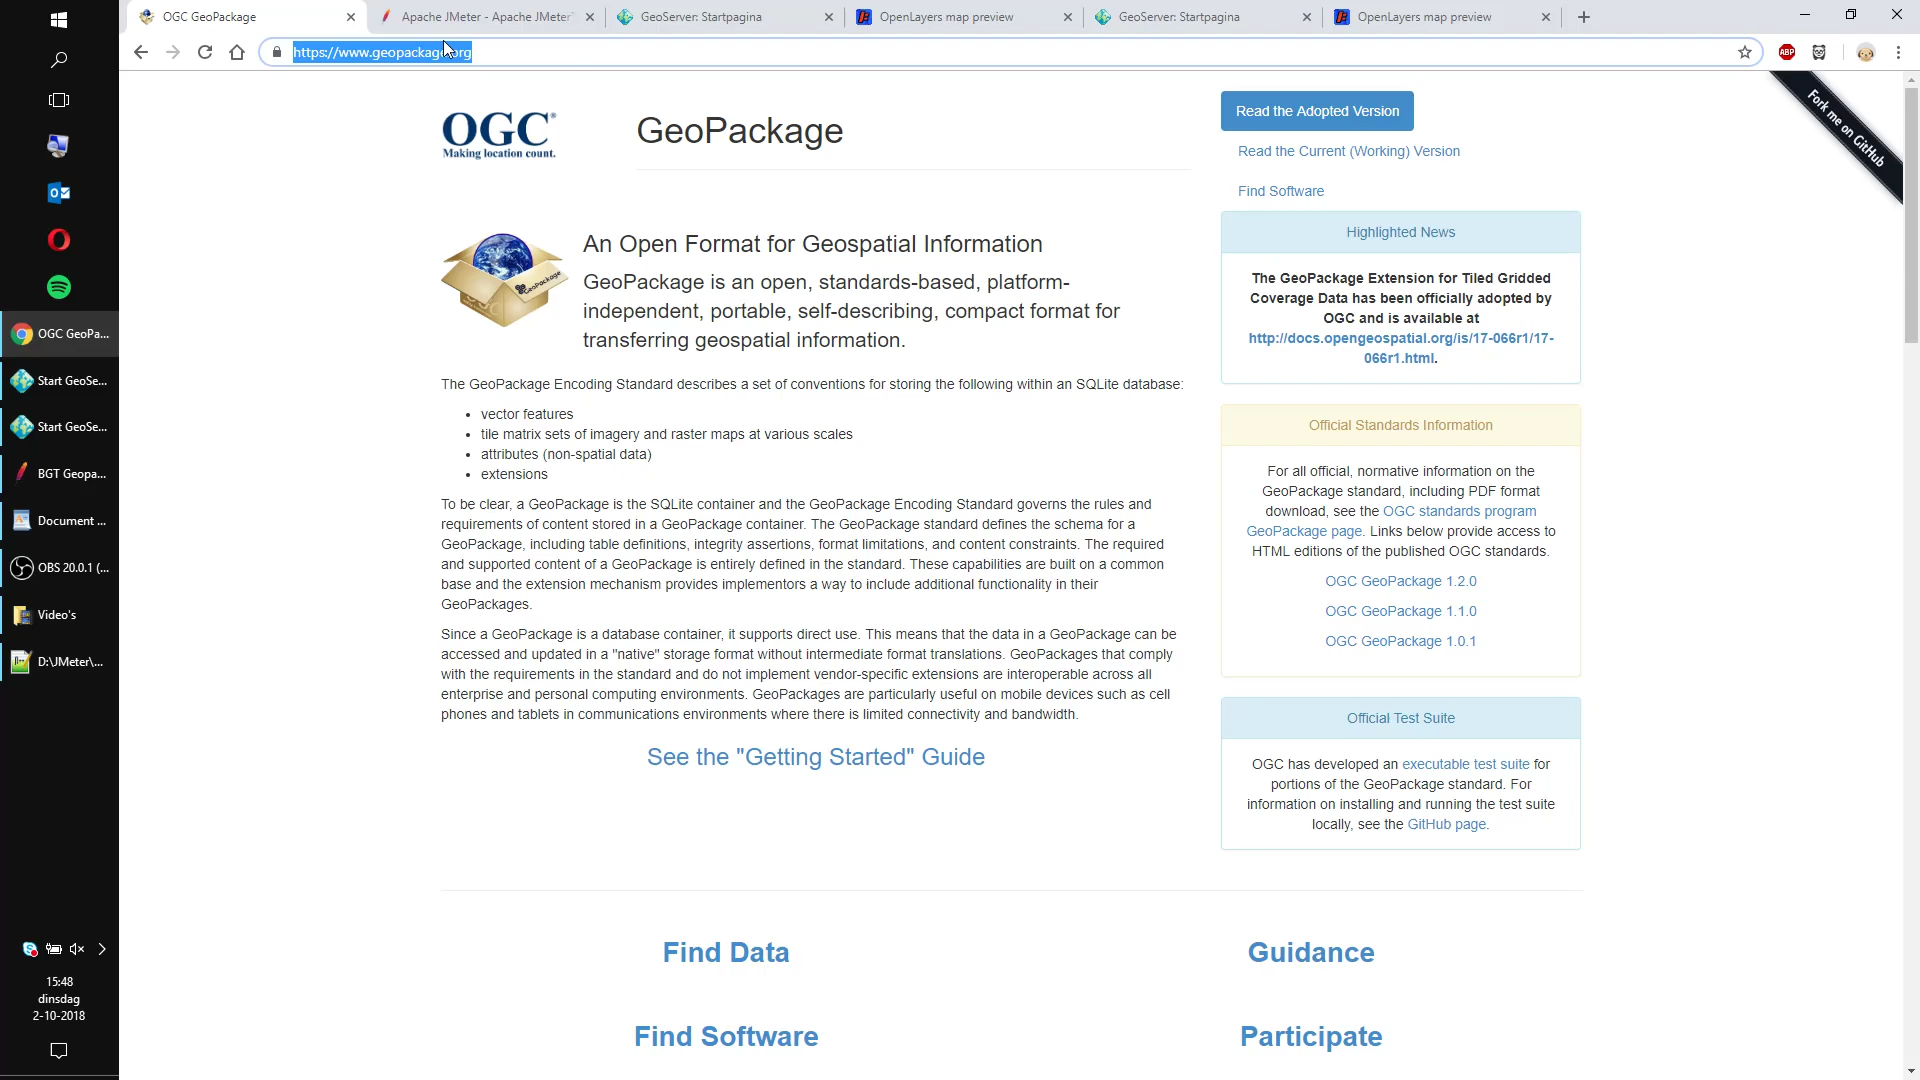 OGC GeoPackage
Apache JMeter - Apache JMeter
GeoServer: Startpagina
OpenLayers map preview
GeoServer: Startpagina
OpenLayers map preview
https://www.geopackage.org
ABP
OGC®
Making location count.
GeoPackage
Read the Adopted Version
Read the Current (Working) Version
Find Software
Fork me on GitHub
GeoPackage
An Open Format for Geospatial Information
GeoPackage is an open, standards-based, platform-
independent, portable, self-describing, compact format for
transferring geospatial information.
The GeoPackage Encoding Standard describes a set of conventions for storing the following within an SQLite database:
• vector features
• tile matrix sets of imagery and raster maps at various scales
• attributes (non-spatial data)
• extensions
To be clear, a GeoPackage is the SQLite container and the GeoPackage Encoding Standard governs the rules and
requirements of content stored in a GeoPackage container. The GeoPackage standard defines the schema for a
GeoPackage, including table definitions, integrity assertions, format limitations, and content constraints. The required
and supported content of a GeoPackage is entirely defined in the standard. These capabilities are built on a common
base and the extension mechanism provides implementors a way to include additional functionality in their
GeoPackages.
Since a GeoPackage is a database container, it supports direct use. This means that the data in a GeoPackage can be
accessed and updated in a "native" storage format without intermediate format translations. GeoPackages that comply
with the requirements in the standard and do not implement vendor-specific extensions are interoperable across all
enterprise and personal computing environments. GeoPackages are particularly useful on mobile devices such as cell
phones and tablets in communications environments where there is limited connectivity and bandwidth.
See the "Getting Started" Guide
Highlighted News
The GeoPackage Extension for Tiled Gridded
Coverage Data has been officially adopted by
OGC and is available at
http://docs.opengeospatial.org/is/17-066r1/17-
066r1.html.
Official Standards Information
For all official, normative information on the
GeoPackage standard, including PDF format
download, see the OGC standards program
GeoPackage page. Links below provide access to
HTML editions of the published OGC standards.
OGC GeoPackage 1.2.0
OGC GeoPackage 1.1.0
OGC GeoPackage 1.0.1
Official Test Suite
OGC has developed an executable test suite for
portions of the GeoPackage standard. For
information on installing and running the test suite
locally, see the GitHub page.
Find Data
Guidance
Find Software
Participate
OGC GeoPa...
Start GeoSe...
Start GeoSe...
BGT Geopa...
Document ...
OBS 20.0.1 (...
Video's
D:\JMeter\...
15:48
dinsdag
2-10-2018